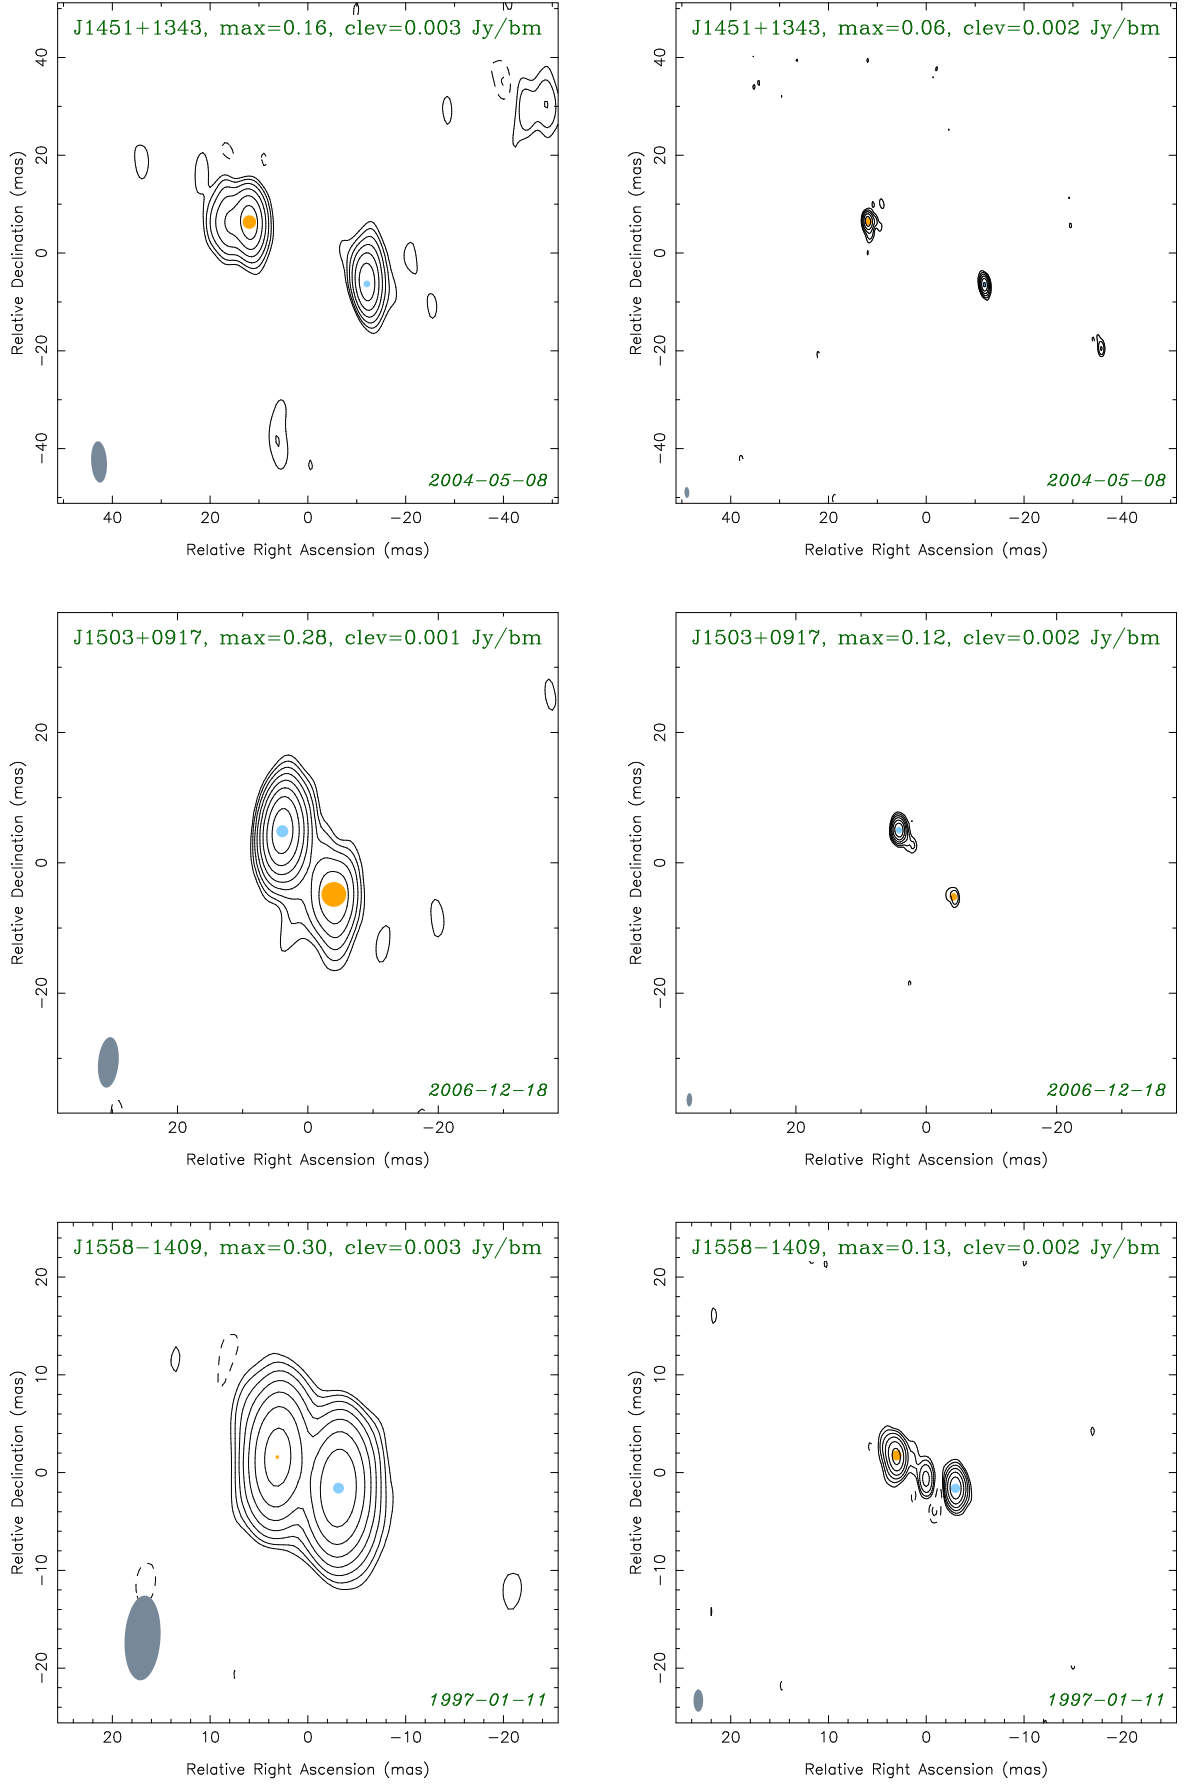 J1451+1343, max=0.16, clev=0.003 Jy/bm
40
20
0
−20
−40
Relative Declination (mas)
2004−05−08
40 20 0 −20 −40
Relative Right Ascension (mas)
J1451+1343, max=0.06, clev=0.002 Jy/bm
40
20
0
−20
−40
Relative Declination (mas)
2004−05−08
40 20 0 −20 −40
Relative Right Ascension (mas)
J1503+0917, max=0.28, clev=0.001 Jy/bm
20
0
−20
Relative Declination (mas)
2006−12−18
20 0 −20
Relative Right Ascension (mas)
J1503+0917, max=0.12, clev=0.002 Jy/bm
20
0
−20
Relative Declination (mas)
2006−12−18
20 0 −20
Relative Right Ascension (mas)
J1558−1409, max=0.30, clev=0.003 Jy/bm
20
10
0
−10
−20
Relative Declination (mas)
1997−01−11
20 10 0 −10 −20
Relative Right Ascension (mas)
J1558−1409, max=0.13, clev=0.002 Jy/bm
20
10
0
−10
−20
Relative Declination (mas)
1997−01−11
20 10 0 −10 −20
Relative Right Ascension (mas)